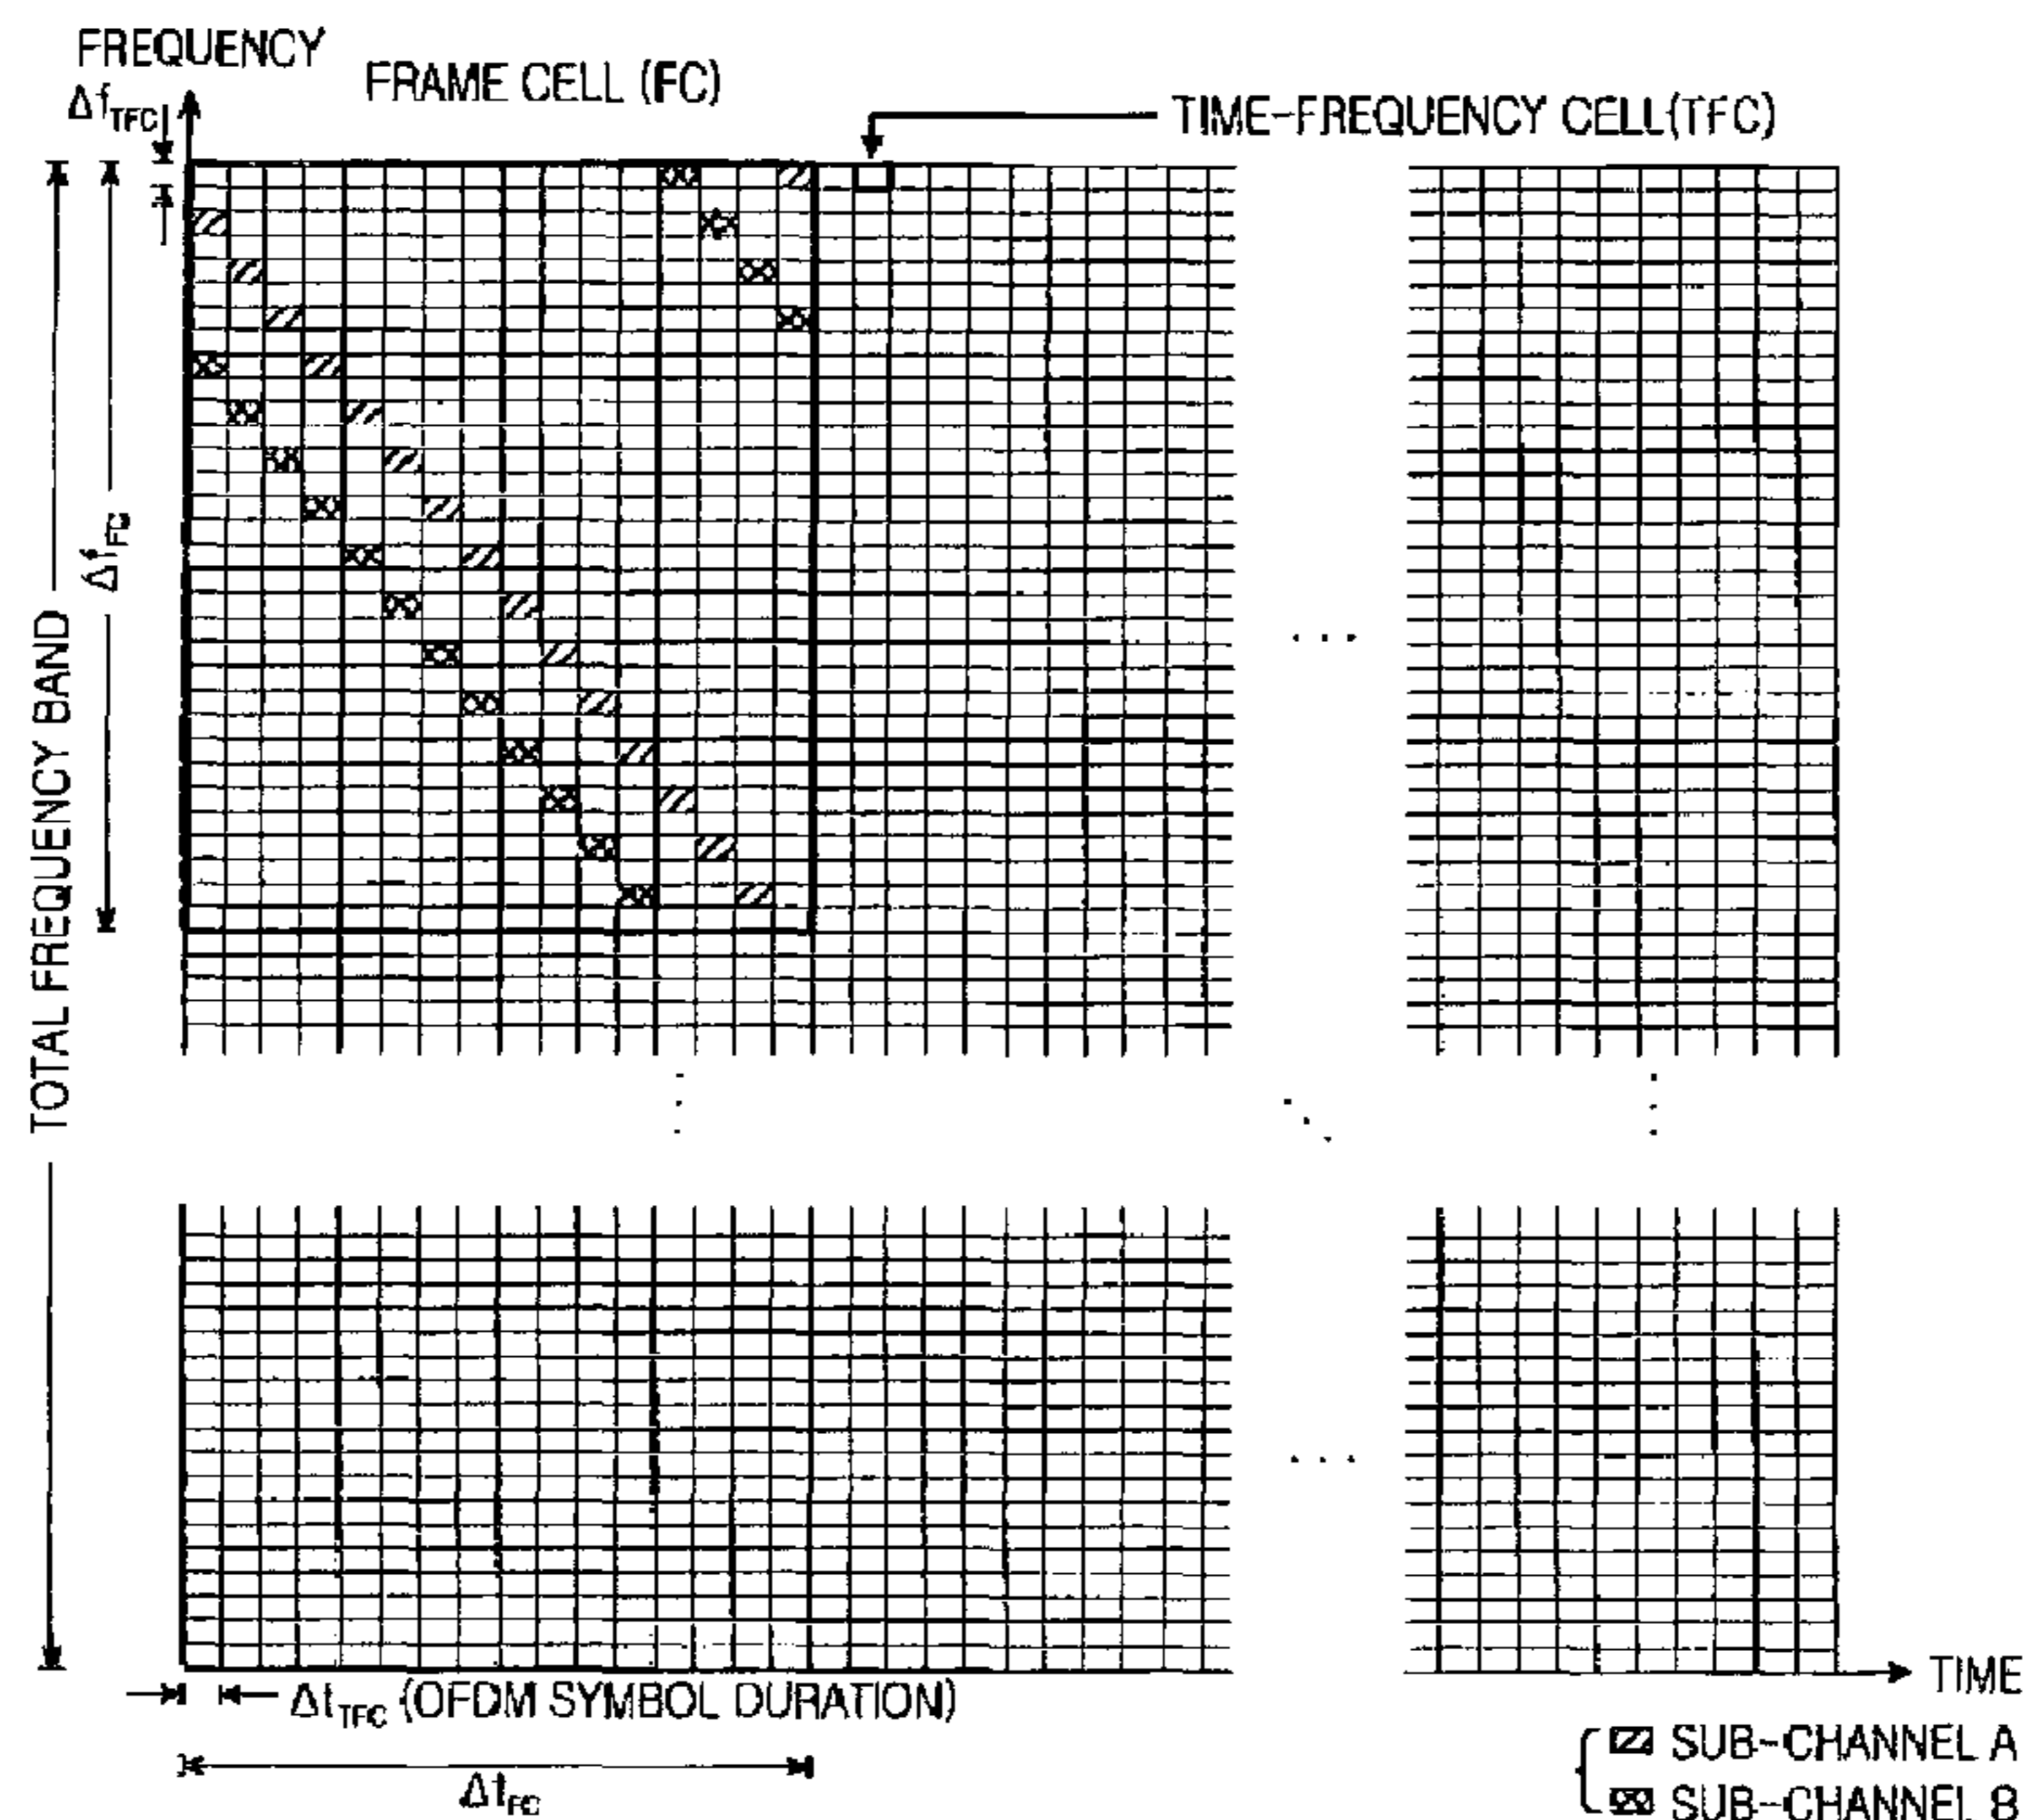 FREQUENCY
Δf_TFC
FRAME CELL (FC)
TIME-FREQUENCY CELL(TFC)
TOTAL FREQUENCY BAND
Δf_FC
...
...
TIME
Δt_TFC (OFDM SYMBOL DURATION)
Δt_FC
SUB-CHANNEL A
SUB-CHANNEL B